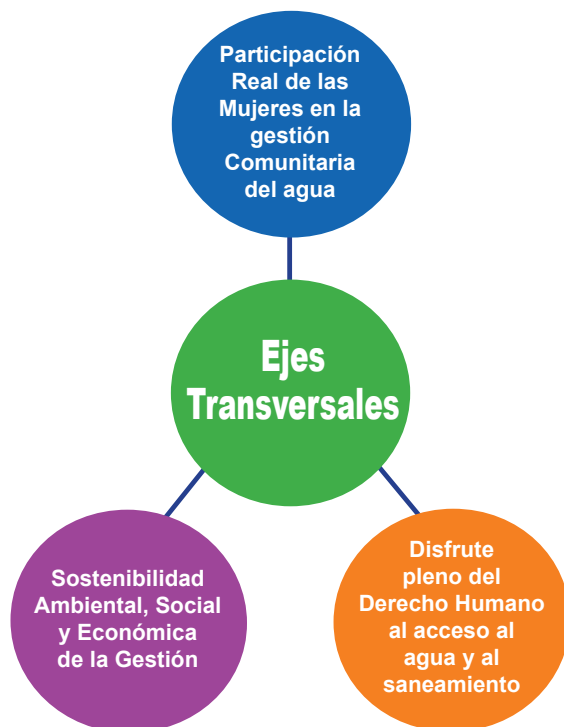 Participación
Real de las
Mujeres en la
gestión
Comunitaria
del agua
Ejes
Transversales
Sostenibilidad
Ambiental, Social
y Económica
de la Gestión
Disfrute
pleno del
Derecho Humano
al acceso al
agua y al
saneamiento